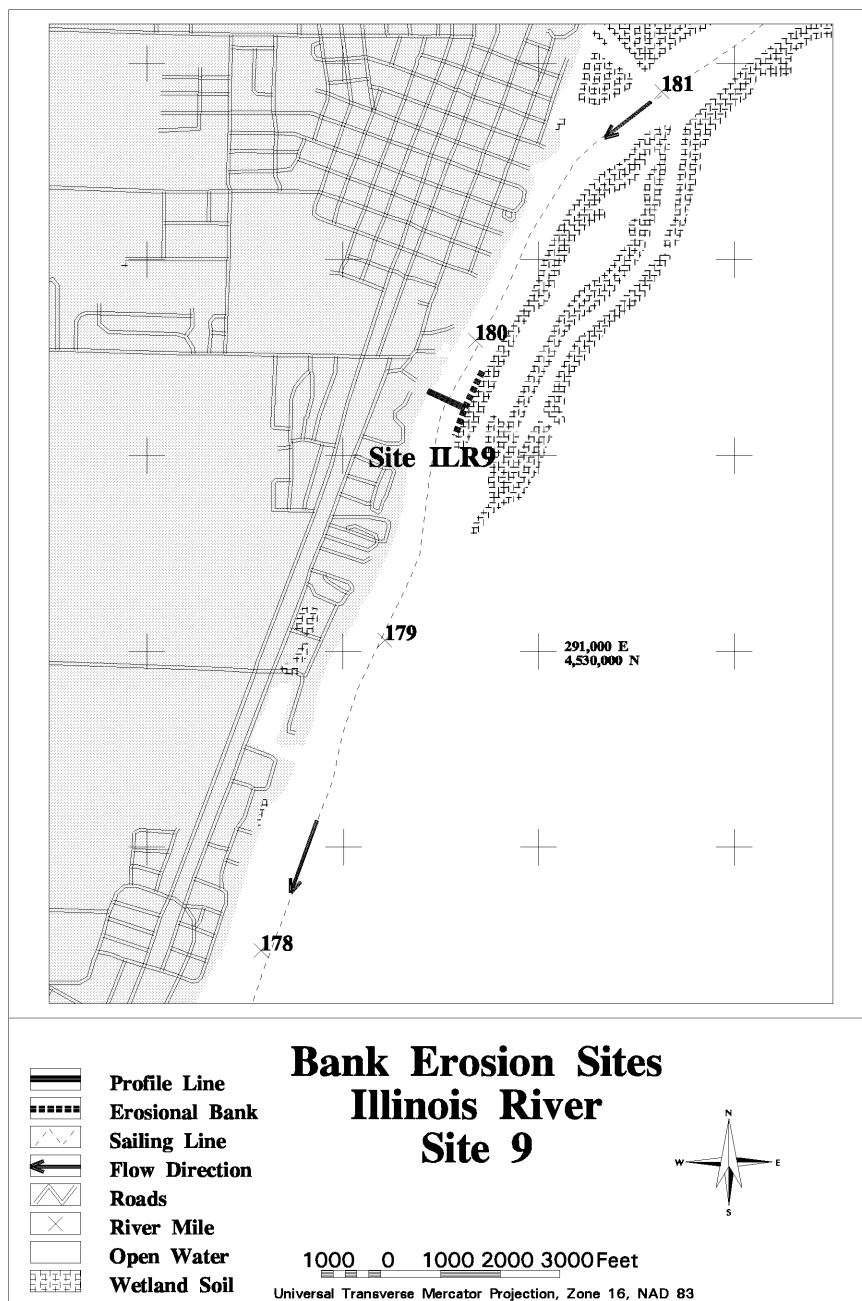 181
180
Site ILR9
179
291,000 E
4,530,000 N
178
Bank Erosion Sites
Illinois River
Site 9
Profile Line
Erosional Bank
Sailing Line
Flow Direction
Roads
River Mile
Open Water
Wetland Soil
N
W E
S
1000 0 1000 2000 3000 Feet
Universal Transverse Mercator Projection, Zone 16, NAD 83